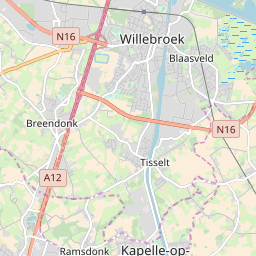 N16
Willebroek
Blaasveld
Breendonk
N16
Tisselt
A12
Ramsdonk
Kapelle-op-